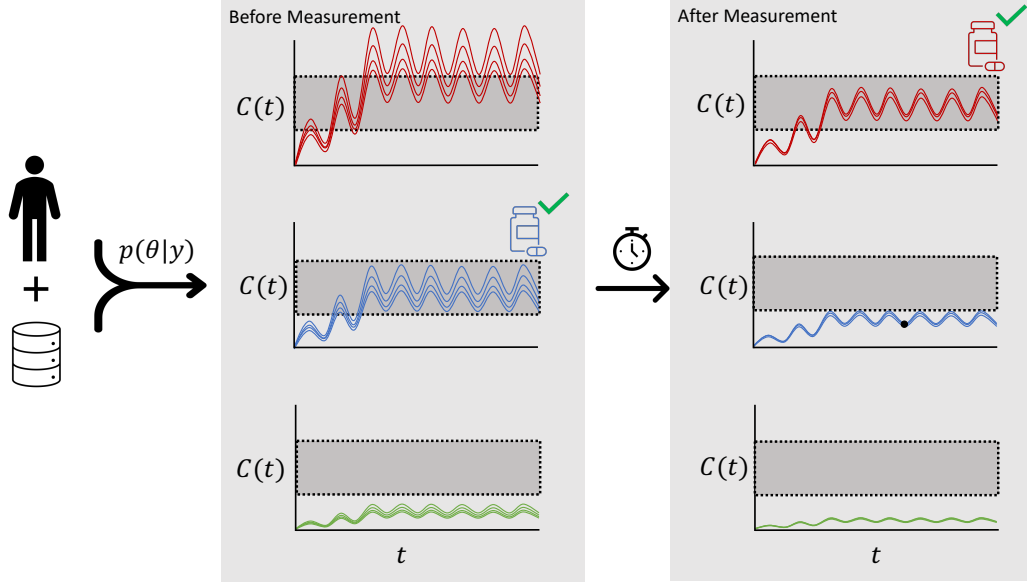 Before Measurement
After Measurement
C(t)
C(t)
p(θ|y)
C(t)
C(t)
C(t)
C(t)
t
t